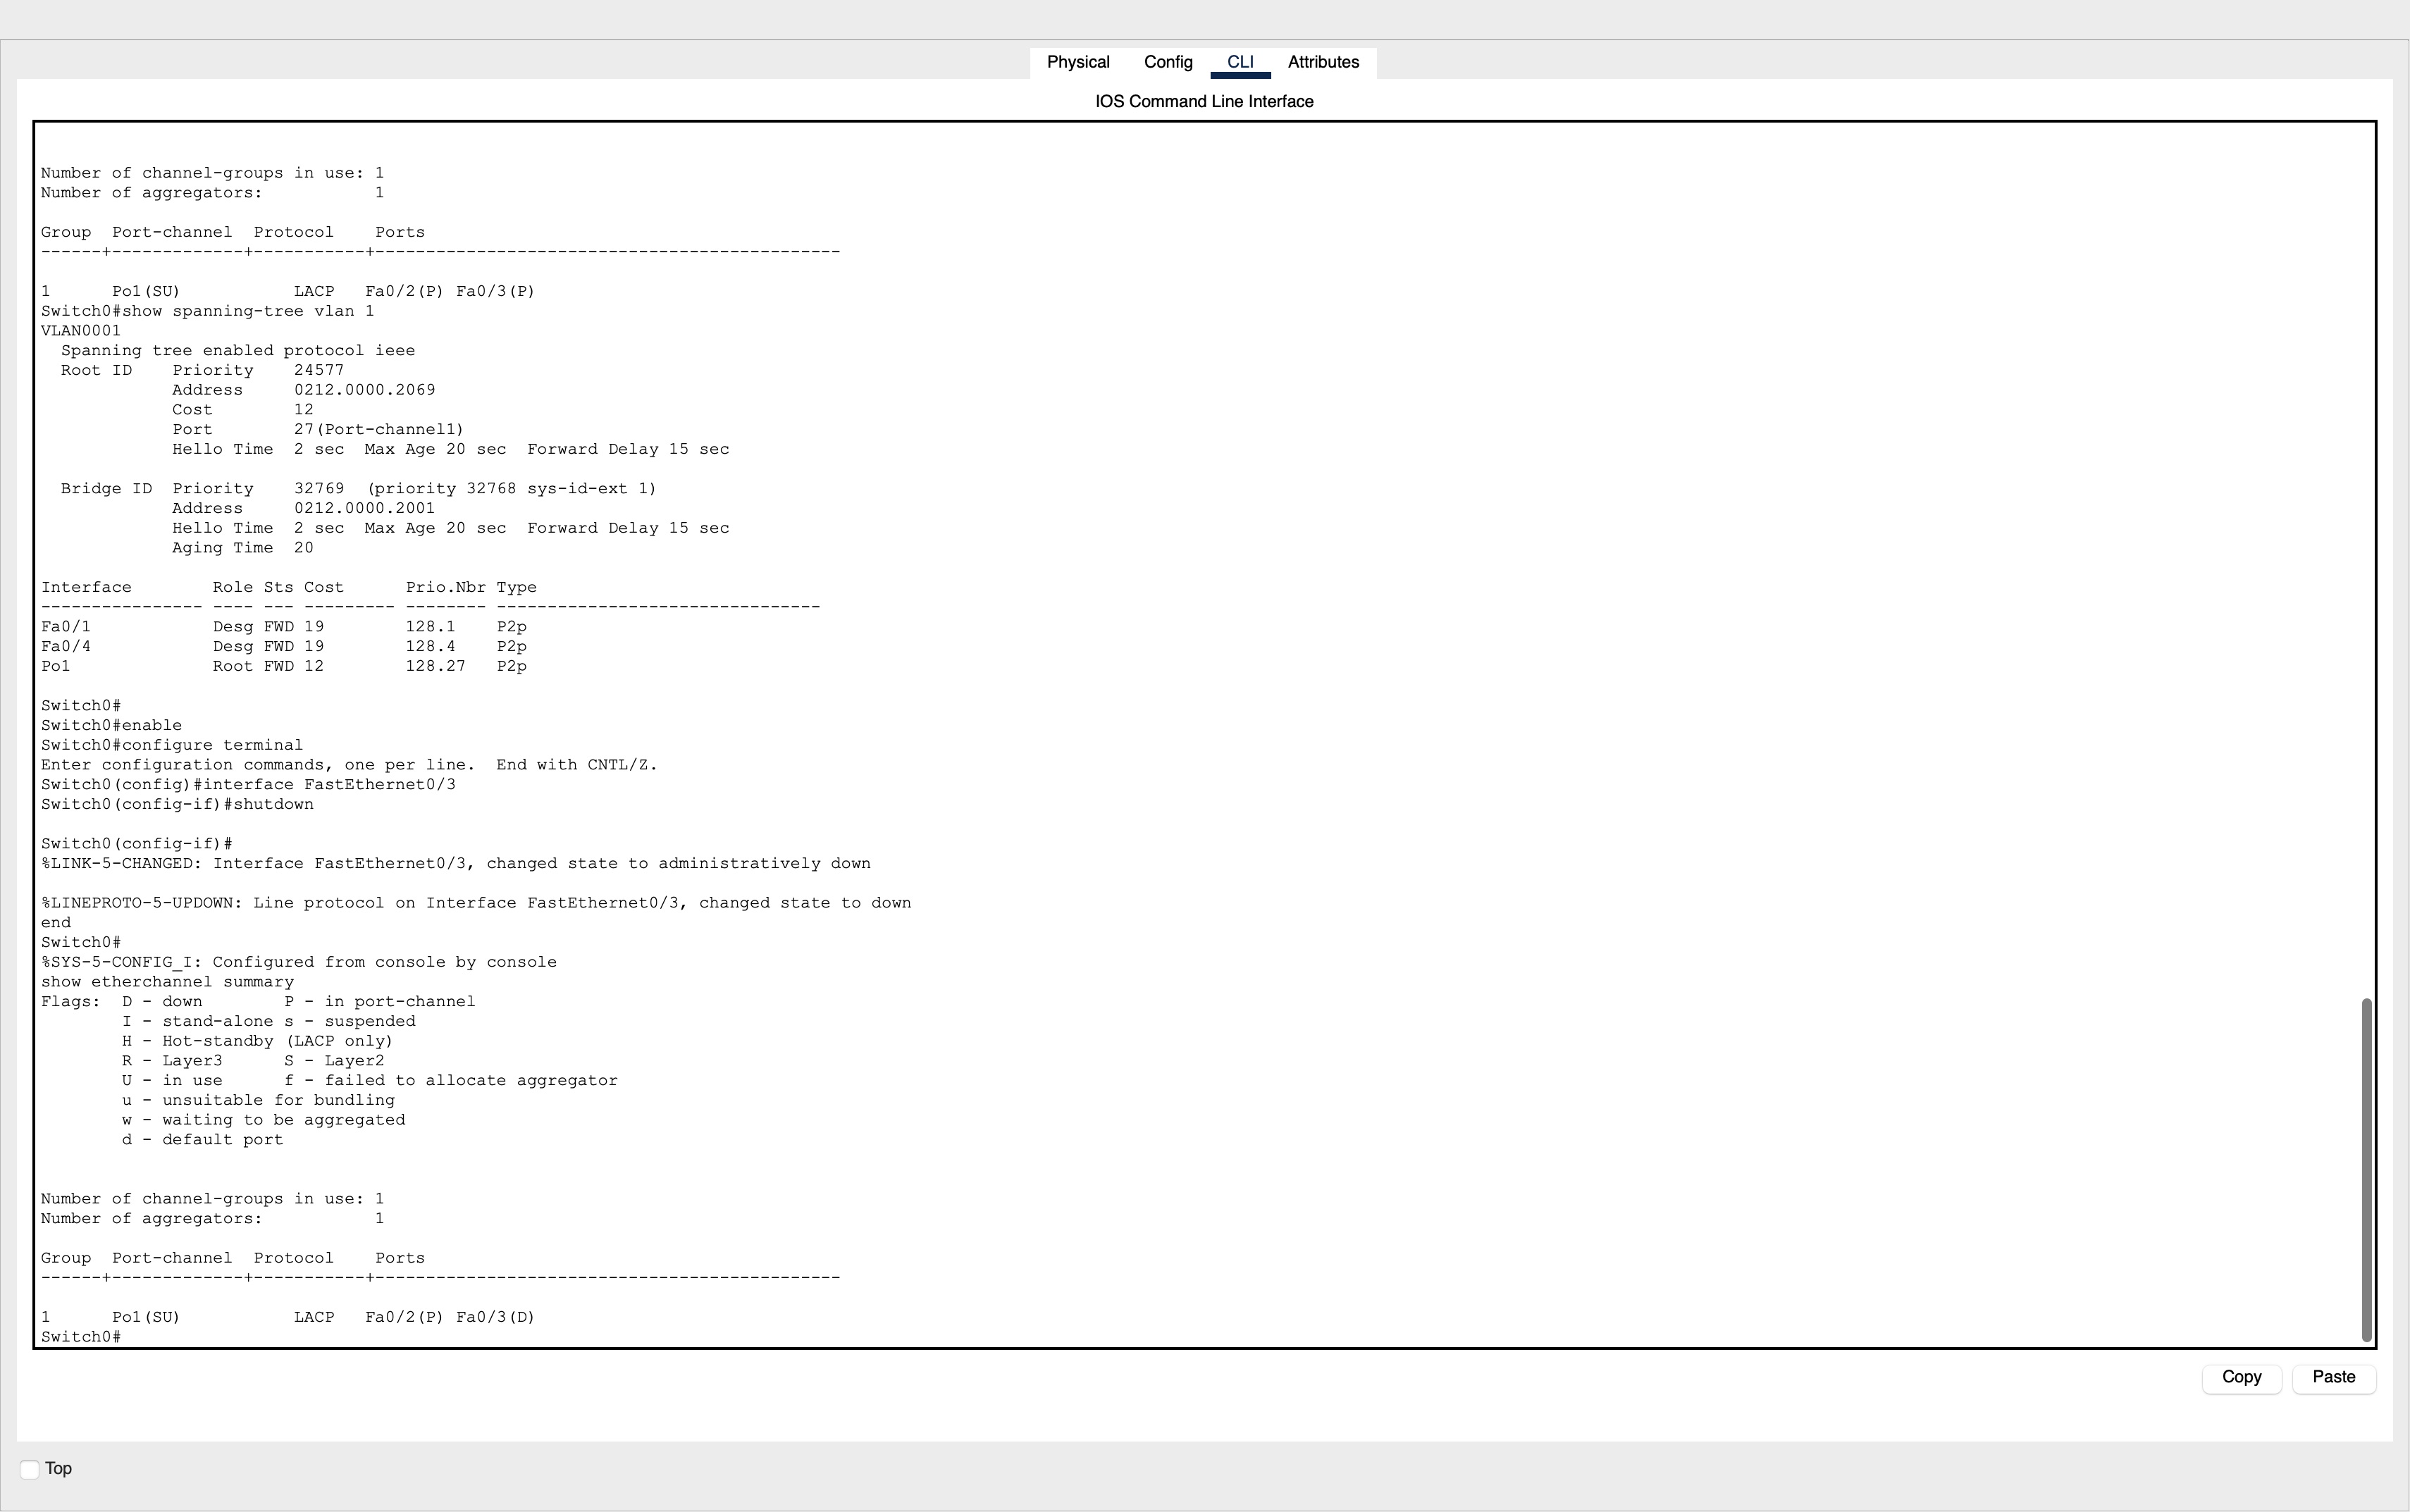 Physical Config CLI Attributes
IOS Command Line Interface
Number of channel-groups in use: 1
Number of aggregators:           1

Group  Port-channel  Protocol    Ports
------+-------------+-----------+----------------------------------------------

1      Po1(SU)           LACP   Fa0/2(P) Fa0/3(P)
Switch0#show spanning-tree vlan 1
VLAN0001
  Spanning tree enabled protocol ieee
  Root ID    Priority    24577
             Address     0212.0000.2069
             Cost        12
             Port        27(Port-channel1)
             Hello Time  2 sec  Max Age 20 sec  Forward Delay 15 sec

  Bridge ID  Priority    32769  (priority 32768 sys-id-ext 1)
             Address     0212.0000.2001
             Hello Time  2 sec  Max Age 20 sec  Forward Delay 15 sec
             Aging Time  20

Interface        Role Sts Cost      Prio.Nbr Type
---------------- ---- --- --------- -------- --------------------------------
Fa0/1            Desg FWD 19        128.1    P2p
Fa0/4            Desg FWD 19        128.4    P2p
Po1              Root FWD 12        128.27   P2p

Switch0#
Switch0#enable
Switch0#configure terminal
Enter configuration commands, one per line.  End with CNTL/Z.
Switch0(config)#interface FastEthernet0/3
Switch0(config-if)#shutdown

Switch0(config-if)#
%LINK-5-CHANGED: Interface FastEthernet0/3, changed state to administratively down

%LINEPROTO-5-UPDOWN: Line protocol on Interface FastEthernet0/3, changed state to down
end
Switch0#
%SYS-5-CONFIG_I: Configured from console by console
show etherchannel summary
Flags:  D - down        P - in port-channel
        I - stand-alone s - suspended
        H - Hot-standby (LACP only)
        R - Layer3      S - Layer2
        U - in use      f - failed to allocate aggregator
        u - unsuitable for bundling
        w - waiting to be aggregated
        d - default port


Number of channel-groups in use: 1
Number of aggregators:           1

Group  Port-channel  Protocol    Ports
------+-------------+-----------+----------------------------------------------

1      Po1(SU)           LACP   Fa0/2(P) Fa0/3(D)
Switch0#
Copy Paste
Top